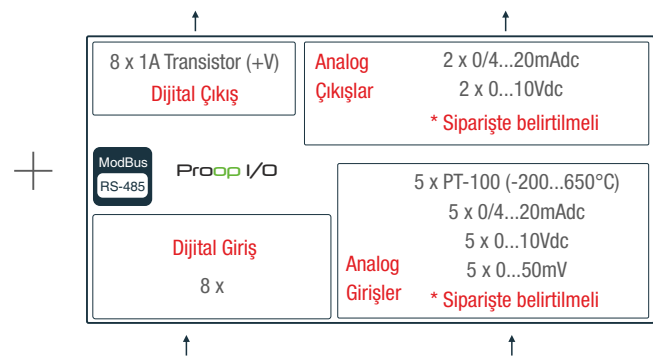 8 x 1A Transistor (+V)
Dijital Çıkış
Analog
Çıkışlar
2 x 0/4...20mAdc
2 x 0...10Vdc
* Siparişte belirtilmeli
ModBus
RS-485
Proop I/O
Dijital Giriş
8 x
Analog
Girişler
5 x PT-100 (-200...650°C)
5 x 0/4...20mAdc
5 x 0...10Vdc
5 x 0...50mV
* Siparişte belirtilmeli